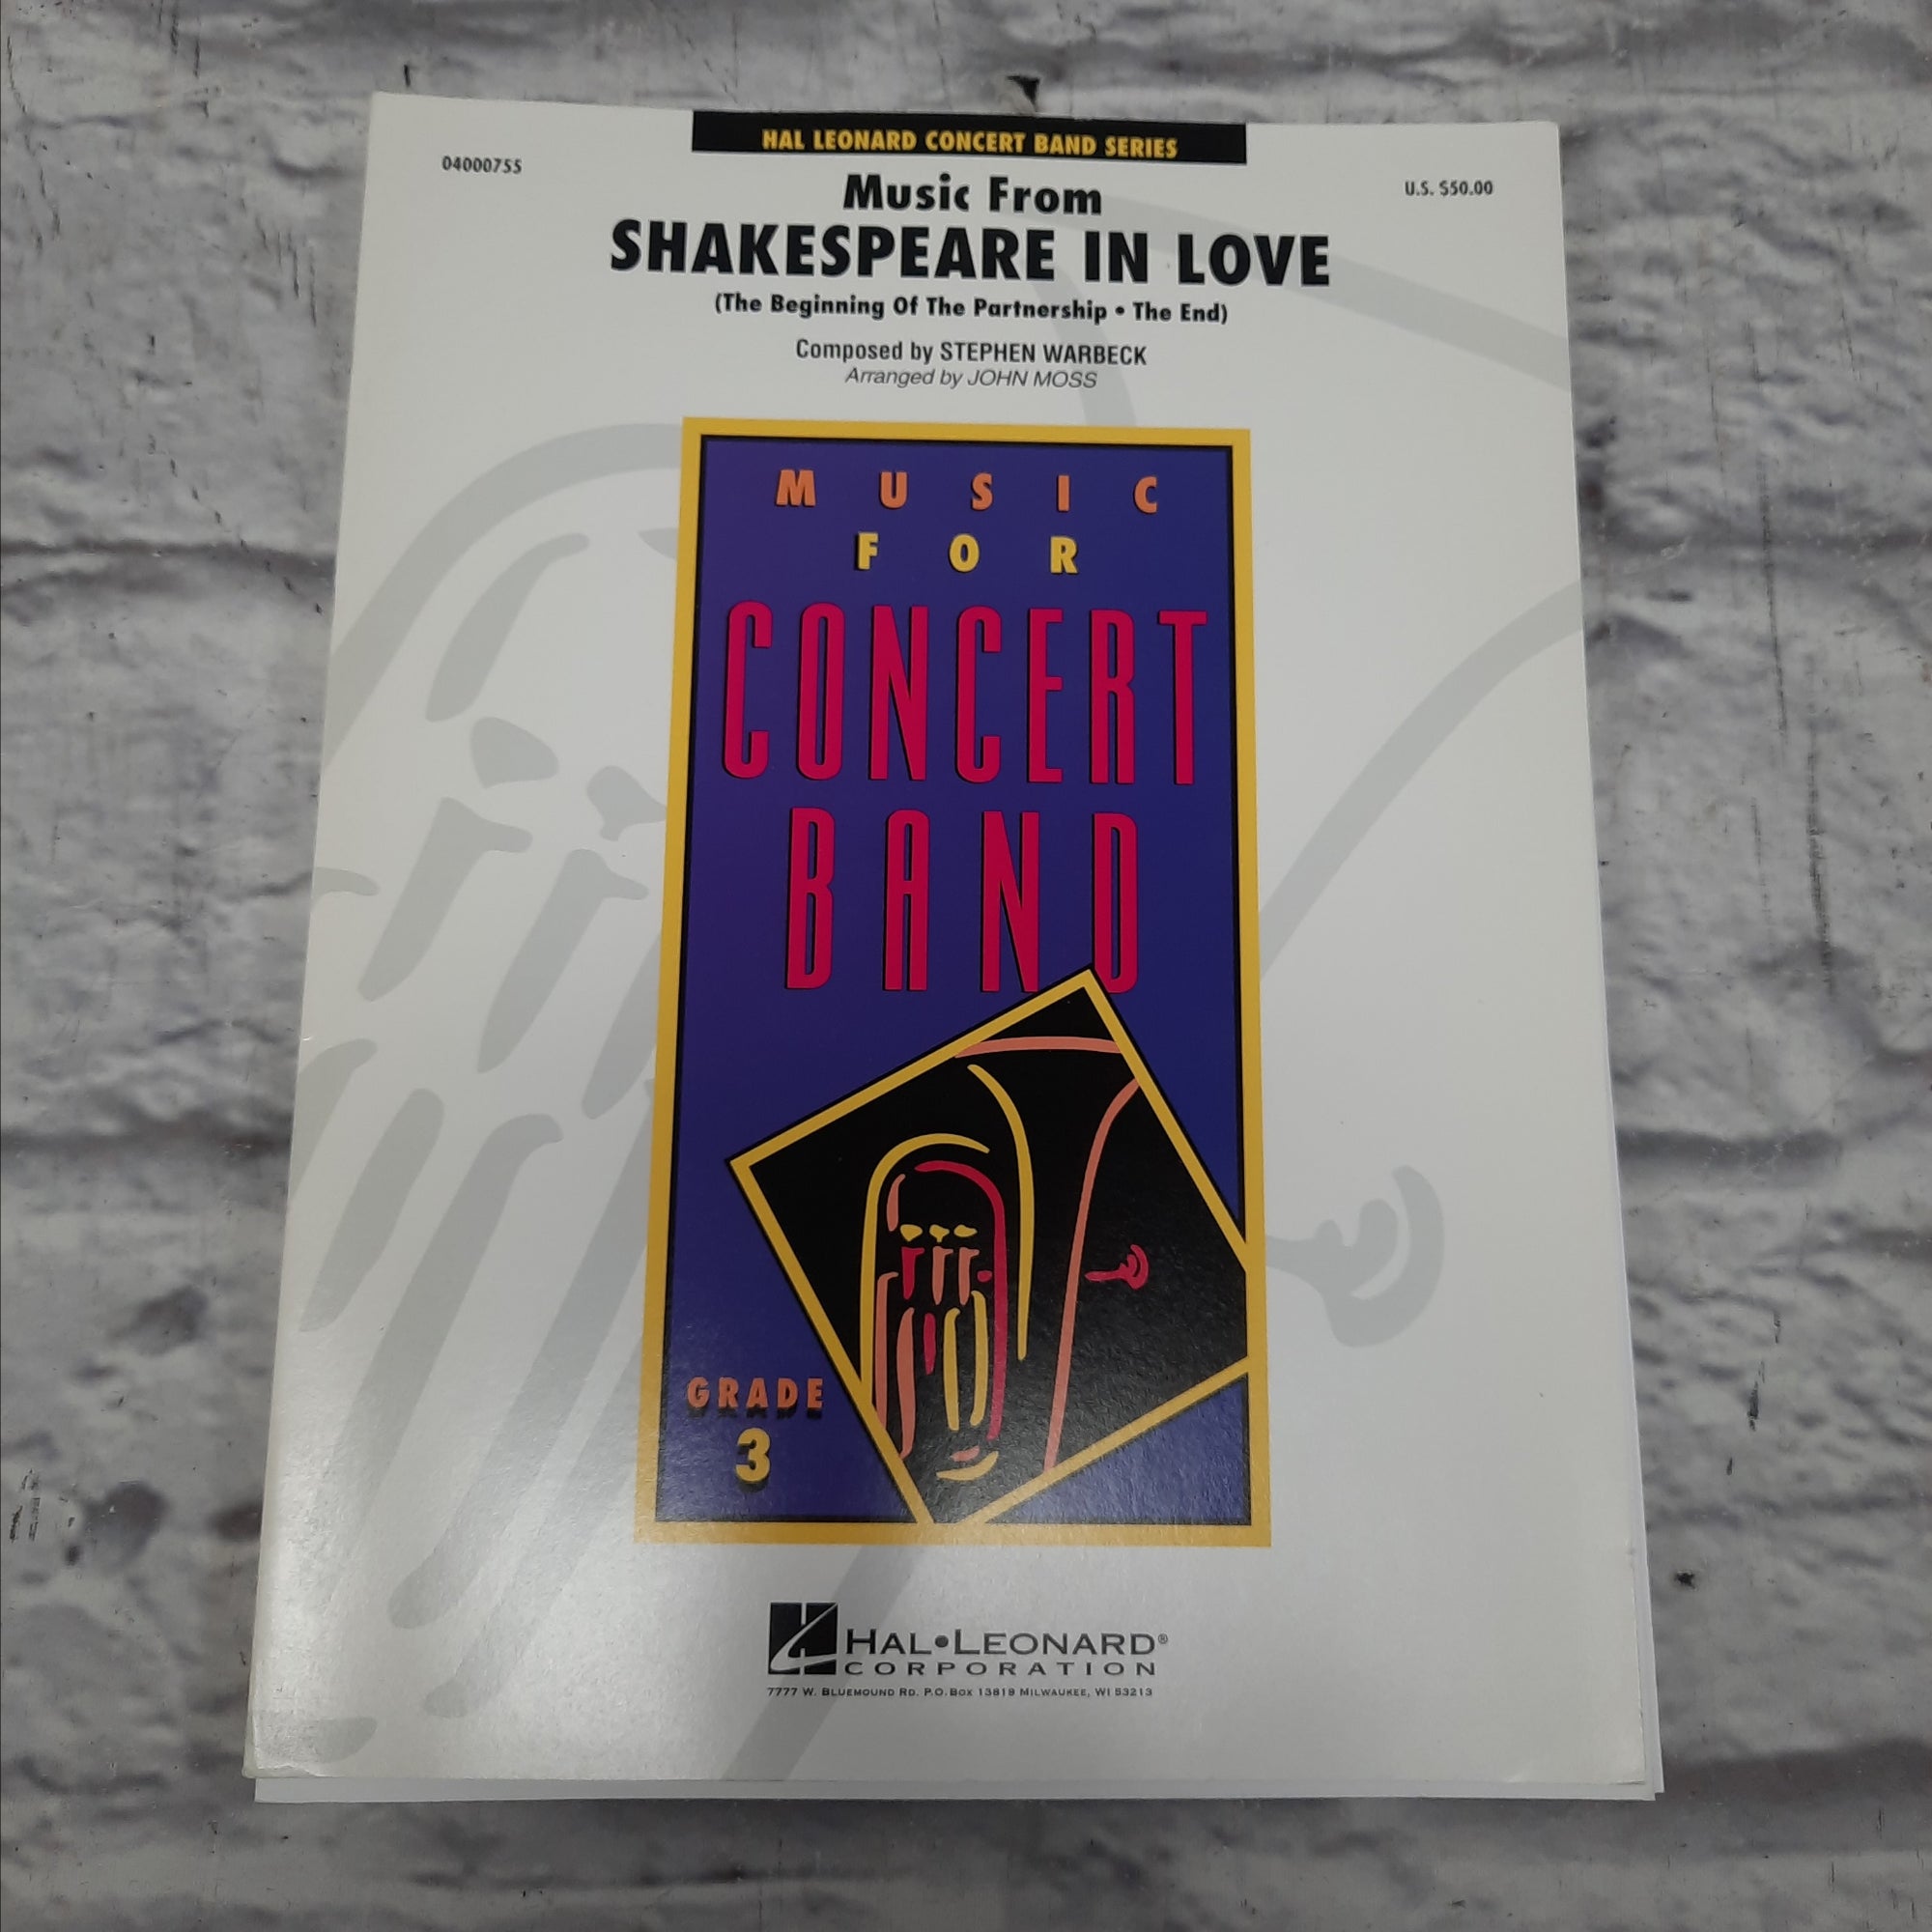 HAL LEONARD CONCERT BAND SERIES
04000755
U.S. $50.00
Music From
SHAKESPEARE IN LOVE
(The Beginning Of The Partnership • The End)
Composed by STEPHEN WARBECK
Arranged by JOHN MOSS
MUSIC
FOR
CONCERT
BAND
GRADE
3
HAL•LEONARD®
CORPORATION
7777 W. BLUEMOUND RD. P.O. BOX 13819 MILWAUKEE, WI 53213